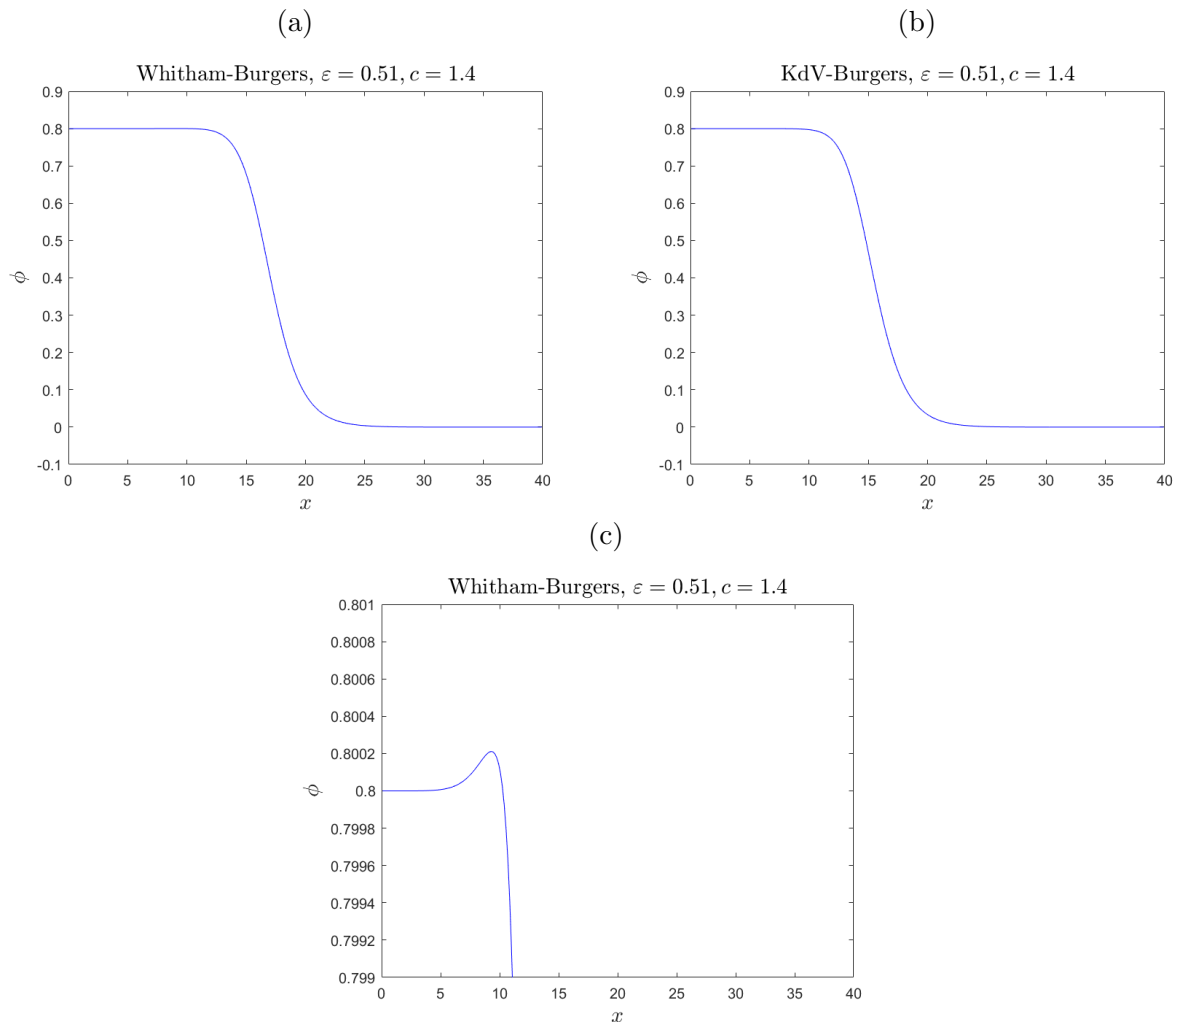 (a)
(b)
Whitham-Burgers, ε = 0.51, c = 1.4
0.9
0.8
0.7
0.6
0.5
0.4
0.3
0.2
0.1
0
-0.1
ϕ
0 5 10 15 20 25 30 35 40
x
KdV-Burgers, ε = 0.51, c = 1.4
0.9
0.8
0.7
0.6
0.5
0.4
0.3
0.2
0.1
0
-0.1
ϕ
0 5 10 15 20 25 30 35 40
x
(c)
Whitham-Burgers, ε = 0.51, c = 1.4
0.801
0.8008
0.8006
0.8004
0.8002
0.8
0.7998
0.7996
0.7994
0.7992
0.799
ϕ
0 5 10 15 20 25 30 35 40
x